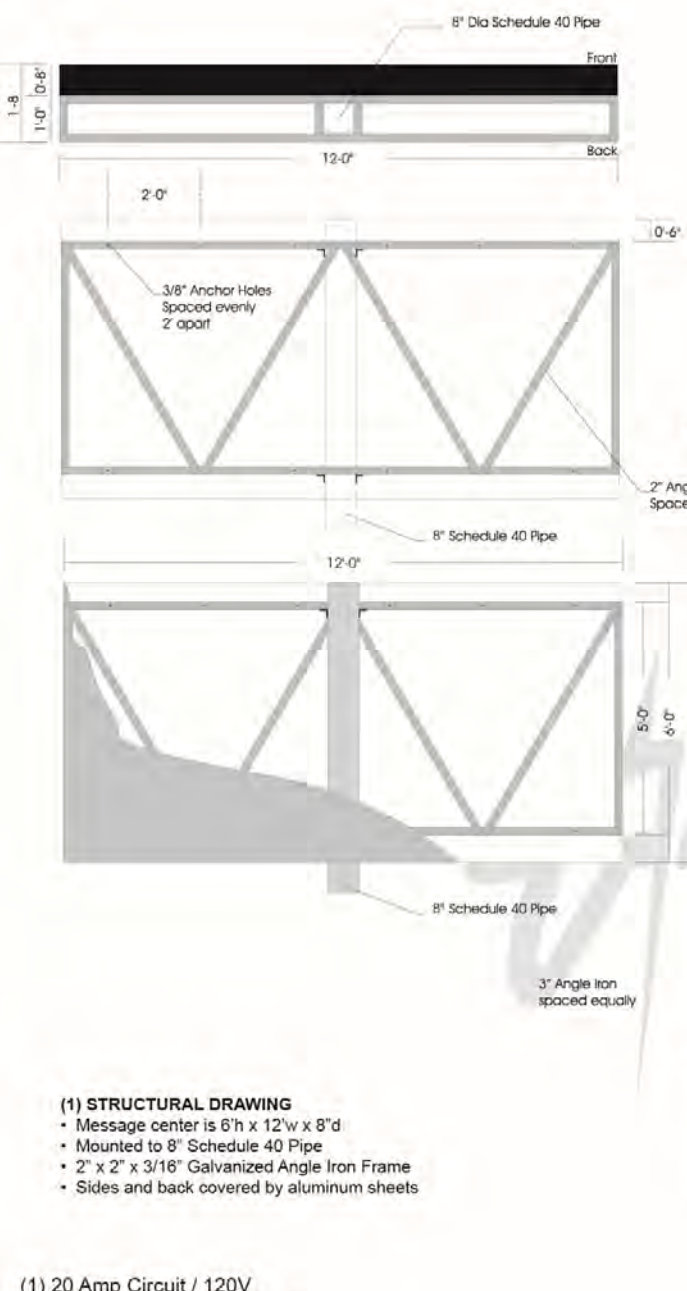 8" Dia Schedule 40 Pipe
Front
0'-8"
1'-8
1'-0"
Back
12'-0"
2'-0"
0'-6"
3/8" Anchor Holes
Spaced evenly
2' apart
2" Ang
Space
8" Schedule 40 Pipe
12'-0"
5'-0"
6'-0"
8" Schedule 40 Pipe
3" Angle Iron
spaced equally
(1) STRUCTURAL DRAWING
• Message center is 6'h x 12'w x 8"d
• Mounted to 8" Schedule 40 Pipe
• 2" x 2" x 3/16" Galvanized Angle Iron Frame
• Sides and back covered by aluminum sheets
(1) 20 Amp Circuit / 120V